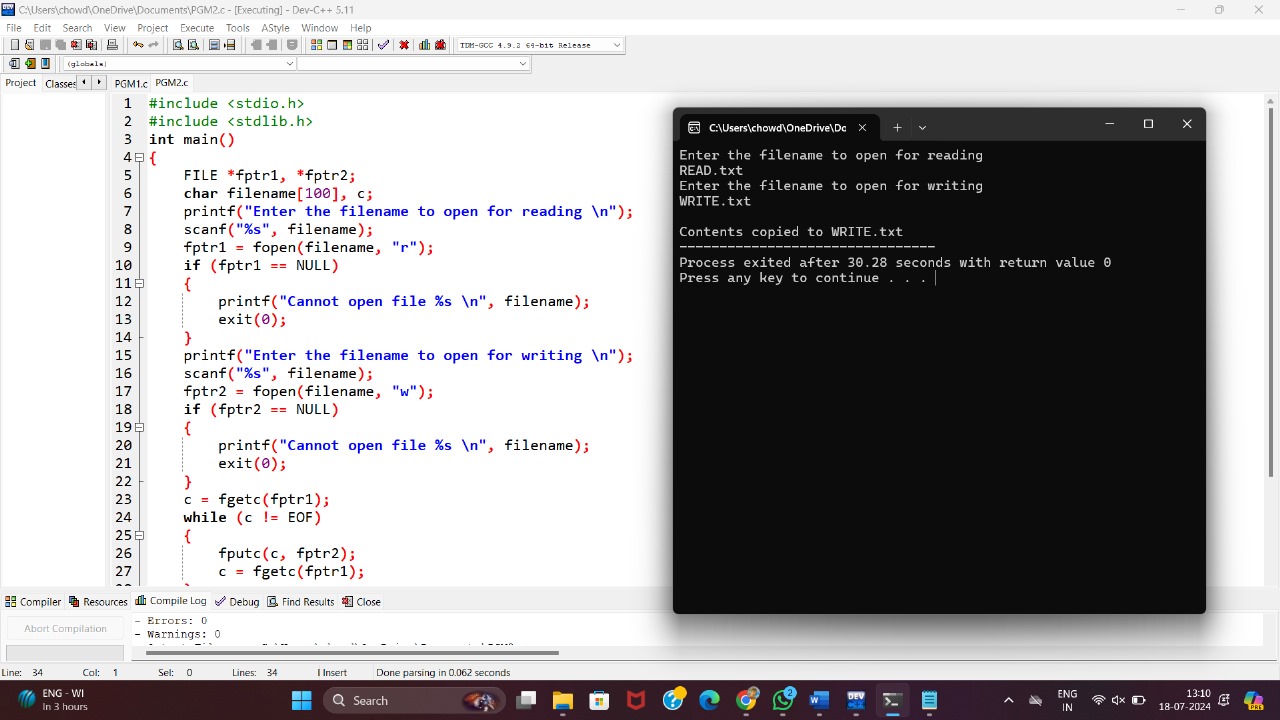 C:\Users\chowd\OneDrive\Documents\PGM2.c - [Executing] - Dev-C++ 5.11
File Edit Search View Project Execute Tools AStyle Window Help
TDM-GCC 4.9.2 64-bit Release
(globals)
Project Classes PGM1.c PGM2.c
1 #include <stdio.h>
2 #include <stdlib.h>
3 int main()
4 {
5 FILE *fptr1, *fptr2;
6 char filename[100], c;
7 printf("Enter the filename to open for reading \n");
8 scanf("%s", filename);
9 fptr1 = fopen(filename, "r");
10 if (fptr1 == NULL)
11 {
12 printf("Cannot open file %s \n", filename);
13 exit(0);
14 }
15 printf("Enter the filename to open for writing \n");
16 scanf("%s", filename);
17 fptr2 = fopen(filename, "w");
18 if (fptr2 == NULL)
19 {
20 printf("Cannot open file %s \n", filename);
21 exit(0);
22 }
23 c = fgetc(fptr1);
24 while (c != EOF)
25 {
26 fputc(c, fptr2);
27 c = fgetc(fptr1);
C:\Users\chowd\OneDrive\Do
Enter the filename to open for reading
READ.txt
Enter the filename to open for writing
WRITE.txt
Contents copied to WRITE.txt
--------------------------------
Process exited after 30.28 seconds with return value 0
Press any key to continue . . .
Compiler Resources Compile Log Debug Find Results Close
Abort Compilation
- Errors: 0
- Warnings: 0
Line: 34 Col: 1 Sel: 0 Lines: 34 Insert Done parsing in 0.062 seconds
ENG - WI
In 3 hours
Search
2
ENG
IN
13:10
18-07-2024
PRE